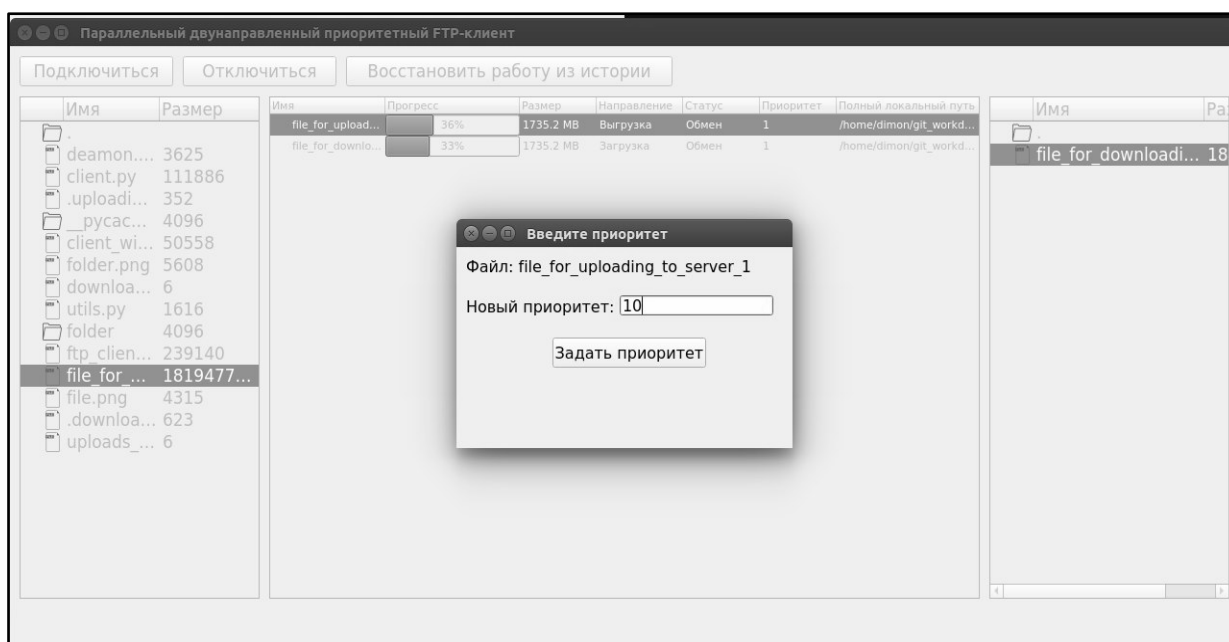 Параллельный двунаправленный приоритетный FTP-клиент
Подключиться Отключиться Восстановить работу из истории
Имя Размер
.
deamon.... 3625
client.py 111886
.uploadi... 352
__pycac... 4096
client_wi... 50558
folder.png 5608
downloa... 6
utils.py 1616
folder 4096
ftp_clien... 239140
file_for_... 1819477...
file.png 4315
.downloa... 623
uploads_... 6
Имя Прогресс Размер Направление Статус Приоритет Полный локальный путь
file_for_upload... 36% 1735.2 MB Выгрузка Обмен 1 /home/dimon/git_workd...
file_for_downlo... 33% 1735.2 MB Загрузка Обмен 1 /home/dimon/git_workd...
Введите приоритет
Файл: file_for_uploading_to_server_1
Новый приоритет: 10
Задать приоритет
Имя Раз
.
file_for_downloadi... 18